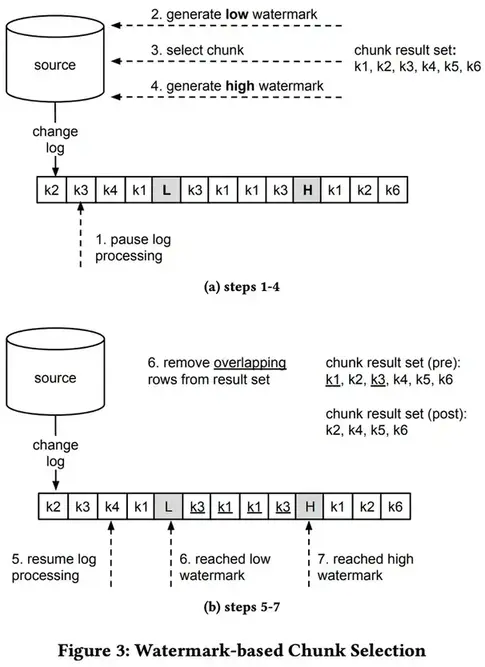 2. generate low watermark
3. select chunk
4. generate high watermark
source
chunk result set:
k1, k2, k3, k4, k5, k6
change
log
k2 k3 k4 k1 L k3 k1 k1 k3 H k1 k2 k6
1. pause log
processing
(a) steps 1-4
source
6. remove overlapping
rows from result set
chunk result set (pre):
k1, k2, k3, k4, k5, k6
chunk result set (post):
k2, k4, k5, k6
change
log
k2 k3 k4 k1 L k3 k1 k1 k3 H k1 k2 k6
5. resume log
processing
6. reached low
watermark
7. reached high
watermark
(b) steps 5-7
Figure 3: Watermark-based Chunk Selection